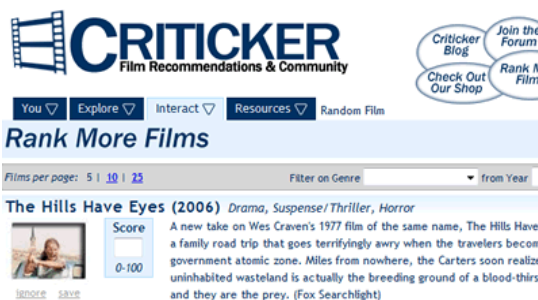 CRITICKER
Film Recommendations & Community
Criticker
Blog
Join the
Forum
Check Out
Our Shop
Rank
Film
You Explore Interact Resources Random Film
Rank More Films
Films per page: 5 | 10 | 25 Filter on Genre from Year
The Hills Have Eyes (2006) Drama, Suspense/Thriller, Horror
Score
0-100
ignore save
A new take on Wes Craven's 1977 film of the same name, The Hills Have
a family road trip that goes terrifyingly awry when the travelers becom
government atomic zone. Miles from nowhere, the Carters soon realiz
uninhabited wasteland is actually the breeding ground of a blood-thirs
and they are the prey. (Fox Searchlight)